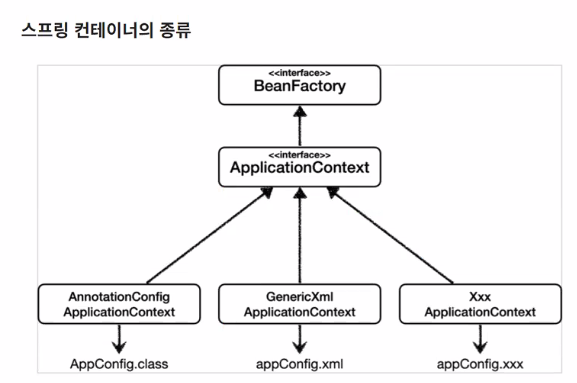 스프링 컨테이너의 종류
<<interface>>
BeanFactory
<<interface>>
ApplicationContext
AnnotationConfig
ApplicationContext
GenericXml
ApplicationContext
Xxx
ApplicationContext
AppConfig.class
appConfig.xml
appConfig.xxx